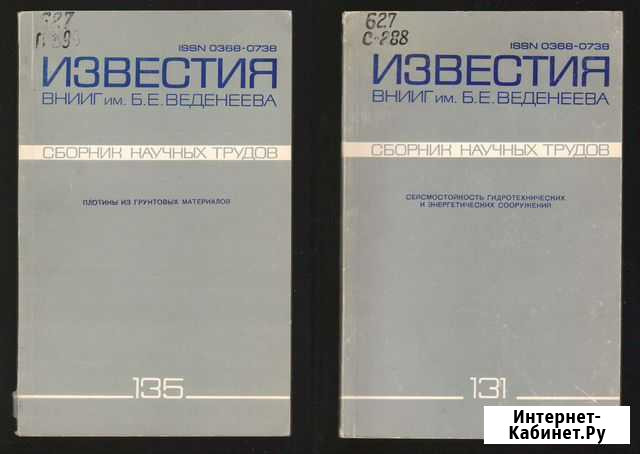 627
ISSN 0368-0738
ИЗВЕСТИЯ
ВНИИГ им. Б.Е. ВЕДЕНЕЕВА
СБОРНИК НАУЧНЫХ ТРУДОВ
ПЛОТИНЫ ИЗ ГРУНТОВЫХ МАТЕРИАЛОВ
135
627
С-288
ISSN 0368-0738
ИЗВЕСТИЯ
ВНИИГ им. Б.Е. ВЕДЕНЕЕВА
СБОРНИК НАУЧНЫХ ТРУДОВ
СЕЙСМОСТОЙКОСТЬ ГИДРОТЕХНИЧЕСКИХ
И ЭНЕРГЕТИЧЕСКИХ СООРУЖЕНИЙ
131
Интернет-
Кабинет.Ру